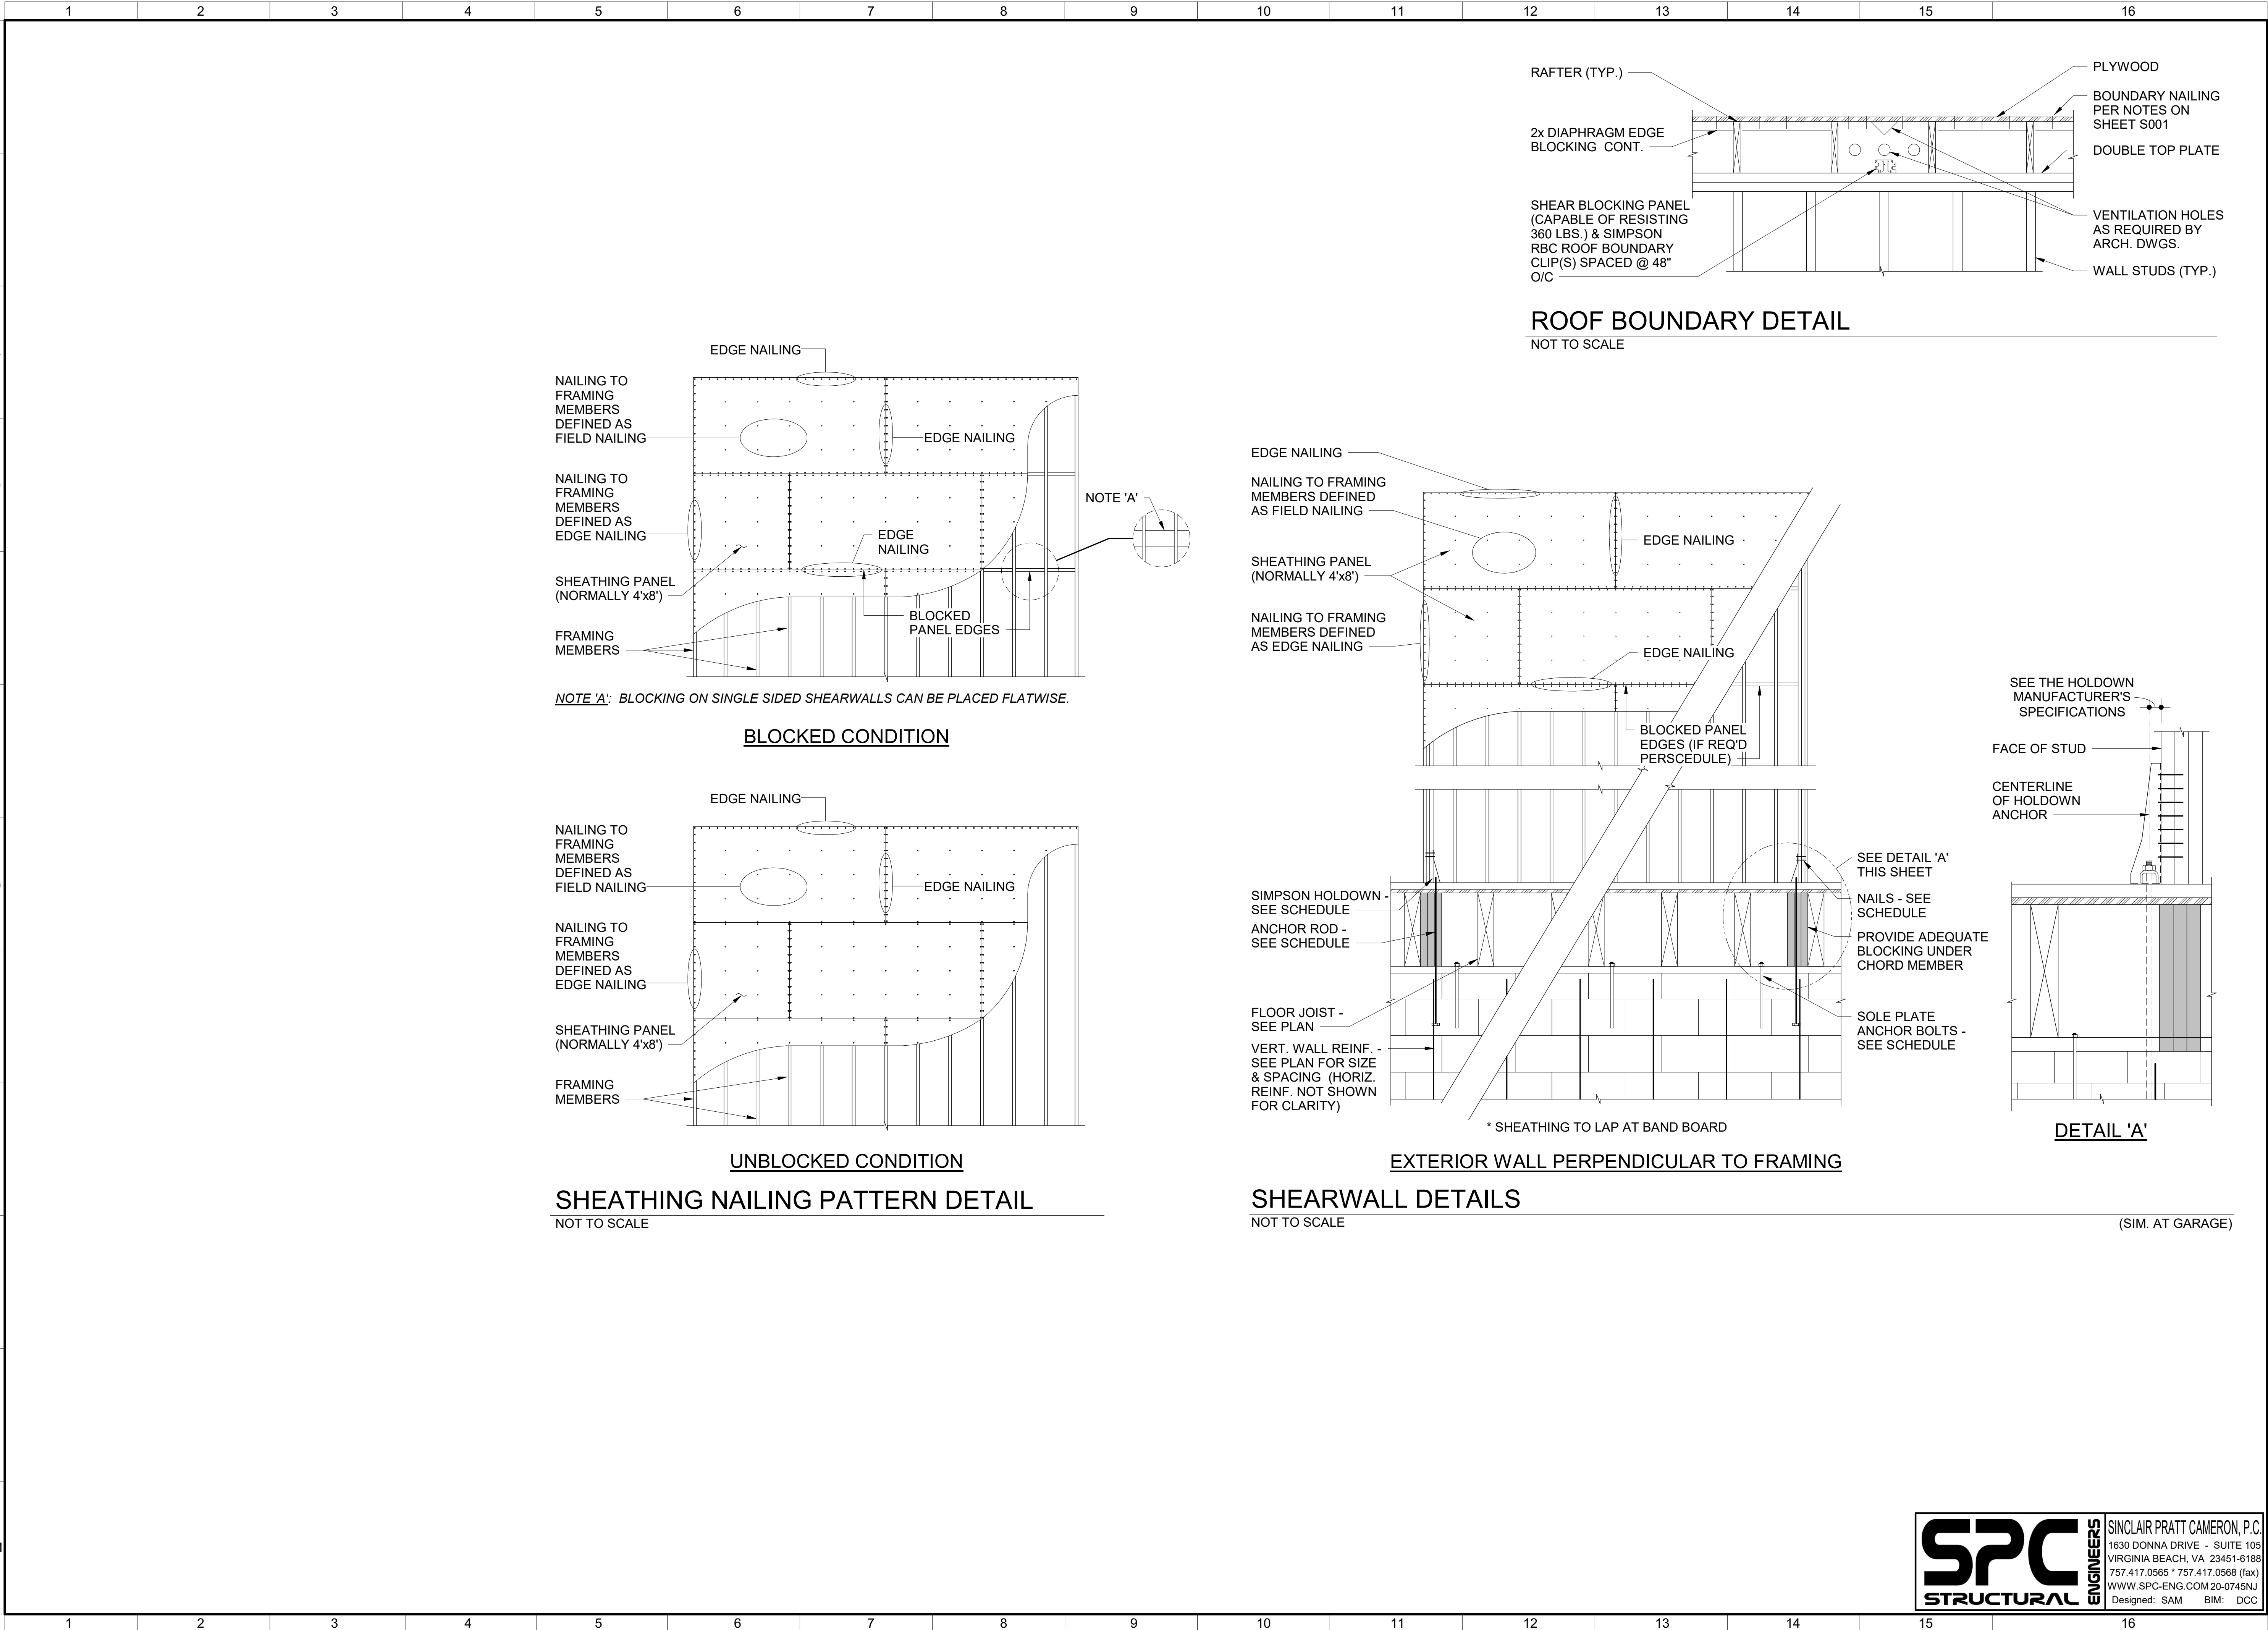 1 2 3 4 5 6 7 8 9 10 11 12 13 14 15 16
RAFTER (TYP.)
2x DIAPHRAGM EDGE
BLOCKING CONT.
SHEAR BLOCKING PANEL
(CAPABLE OF RESISTING
360 LBS.) & SIMPSON
RBC ROOF BOUNDARY
CLIP(S) SPACED @ 48"
O/C
PLYWOOD
BOUNDARY NAILING
PER NOTES ON
SHEET S001
DOUBLE TOP PLATE
VENTILATION HOLES
AS REQUIRED BY
ARCH. DWGS.
WALL STUDS (TYP.)
ROOF BOUNDARY DETAIL
NOT TO SCALE
EDGE NAILING
NAILING TO
FRAMING
MEMBERS
DEFINED AS
FIELD NAILING
EDGE NAILING
NAILING TO
FRAMING
MEMBERS
DEFINED AS
EDGE NAILING
EDGE
NAILING
NOTE 'A'
SHEATHING PANEL
(NORMALLY 4'x8')
BLOCKED
PANEL EDGES
FRAMING
MEMBERS
NOTE 'A': BLOCKING ON SINGLE SIDED SHEARWALLS CAN BE PLACED FLATWISE.
BLOCKED CONDITION
EDGE NAILING
NAILING TO
FRAMING
MEMBERS
DEFINED AS
FIELD NAILING
EDGE NAILING
NAILING TO
FRAMING
MEMBERS
DEFINED AS
EDGE NAILING
SHEATHING PANEL
(NORMALLY 4'x8')
FRAMING
MEMBERS
UNBLOCKED CONDITION
SHEATHING NAILING PATTERN DETAIL
NOT TO SCALE
EDGE NAILING
NAILING TO FRAMING
MEMBERS DEFINED
AS FIELD NAILING
EDGE NAILING
SHEATHING PANEL
(NORMALLY 4'x8')
NAILING TO FRAMING
MEMBERS DEFINED
AS EDGE NAILING
EDGE NAILING
BLOCKED PANEL
EDGES (IF REQ'D
PERSCEDULE)
SIMPSON HOLDOWN -
SEE SCHEDULE
ANCHOR ROD -
SEE SCHEDULE
FLOOR JOIST -
SEE PLAN
VERT. WALL REINF. -
SEE PLAN FOR SIZE
& SPACING (HORIZ.
REINF. NOT SHOWN
FOR CLARITY)
SEE DETAIL 'A'
THIS SHEET
NAILS - SEE
SCHEDULE
PROVIDE ADEQUATE
BLOCKING UNDER
CHORD MEMBER
SOLE PLATE
ANCHOR BOLTS -
SEE SCHEDULE
* SHEATHING TO LAP AT BAND BOARD
EXTERIOR WALL PERPENDICULAR TO FRAMING
SEE THE HOLDOWN
MANUFACTURER'S
SPECIFICATIONS
FACE OF STUD
CENTERLINE
OF HOLDOWN
ANCHOR
DETAIL 'A'
SHEARWALL DETAILS
NOT TO SCALE
(SIM. AT GARAGE)
SPC
STRUCTURAL
ENGINEERS
SINCLAIR PRATT CAMERON, P.C.
1630 DONNA DRIVE - SUITE 105
VIRGINIA BEACH, VA 23451-6188
757.417.0565 * 757.417.0568 (fax)
WWW.SPC-ENG.COM 20-0745NJ
Designed: SAM BIM: DCC
1 2 3 4 5 6 7 8 9 10 11 12 13 14 15 16